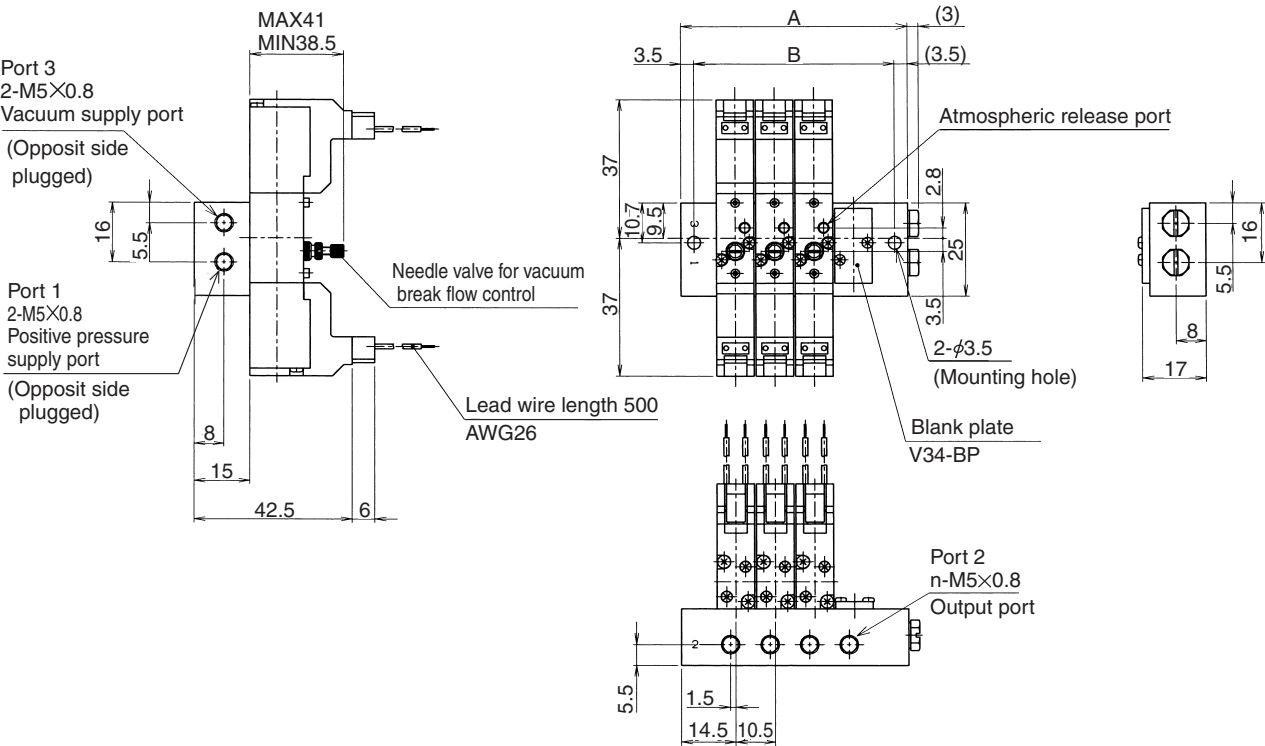 MAX41
MIN38.5
Port 3
2-M5×0.8
Vacuum supply port
(Opposit side
plugged)
16
5.5
Port 1
2-M5×0.8
Positive pressure
supply port
(Opposit side
plugged)
8
15
42.5
6
Needle valve for vacuum
break flow control
Lead wire length 500
AWG26
A
(3)
3.5
B
(3.5)
Atmospheric release port
37
10.7
9.5
3
1
37
2.8
25
3.5
2-φ3.5
(Mounting hole)
Blank plate
V34-BP
16
5.5
8
17
Port 2
n-M5×0.8
Output port
2
5.5
1.5
14.5
10.5